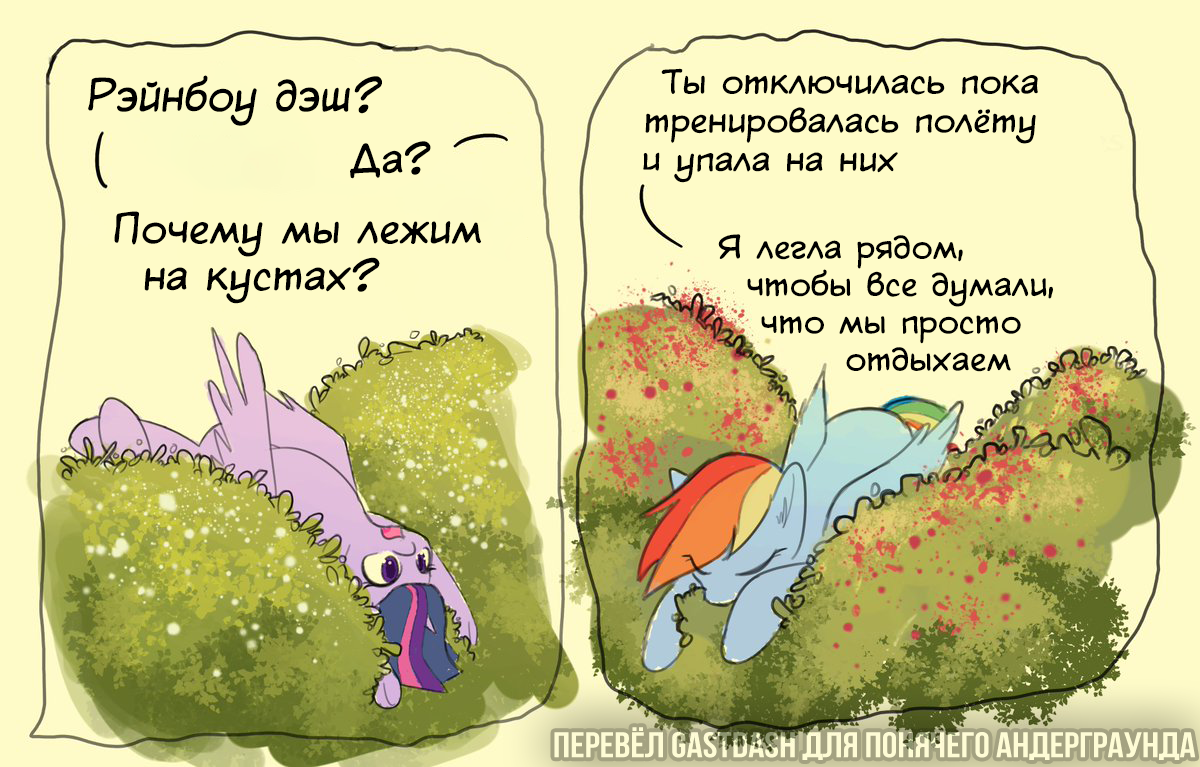 Рэйнбоу дэш?
Да?
Почему мы лежим
на кустах?
Ты отключилась пока
тренировалась полёту
и упала на них
Я легла рядом,
чтобы все думали,
что мы просто
отдыхаем
ПЕРЕВЁЛ GASTDASH ДЛЯ ПОНЯЧЕГО АНДЕРГРАУНДА